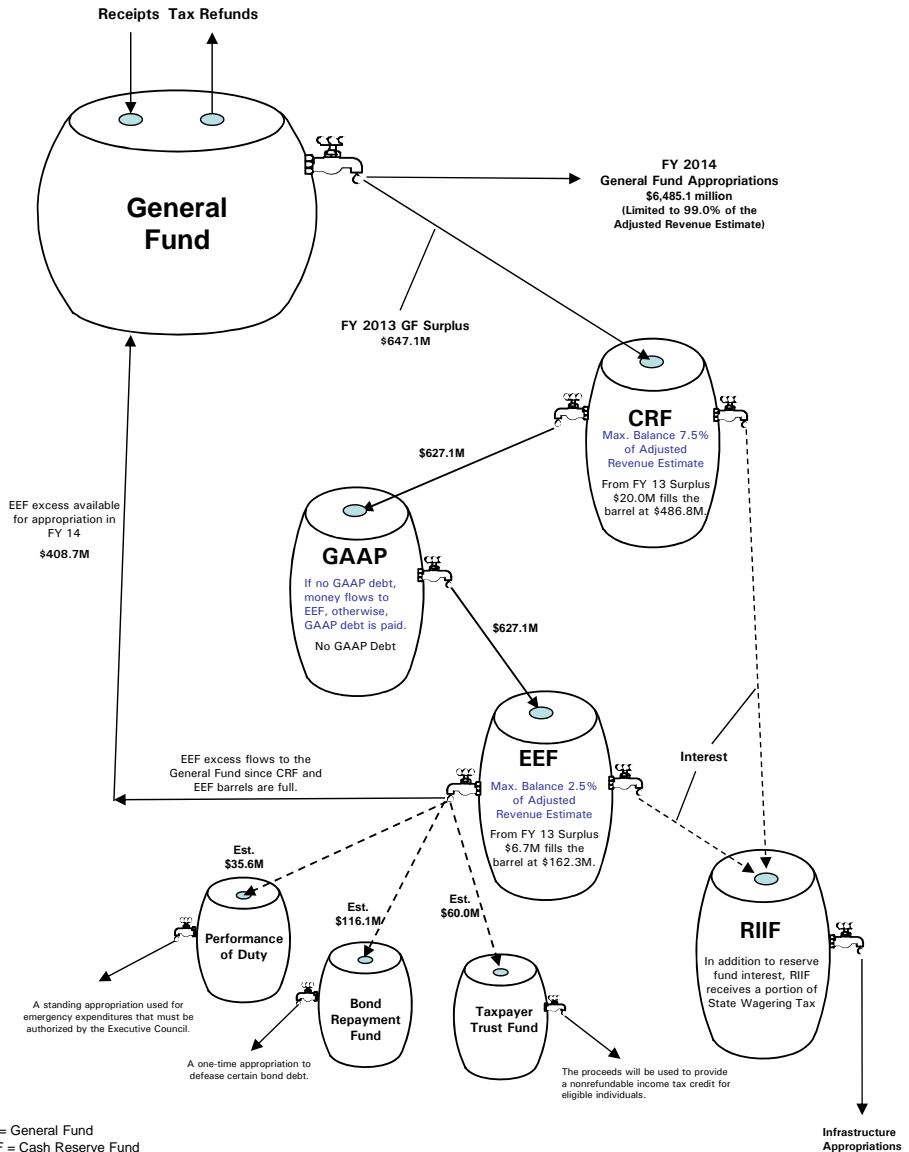 Receipts Tax Refunds
General
Fund
FY 2014
General Fund Appropriations
$6,485.1 million
(Limited to 99.0% of the
Adjusted Revenue Estimate)
FY 2013 GF Surplus
$647.1M
CRF
Max. Balance 7.5%
of Adjusted
Revenue Estimate
From FY 13 Surplus
$20.0M fills the
barrel at $486.8M.
$627.1M
EEF excess available
for appropriation in
FY 14
$408.7M
GAAP
If no GAAP debt,
money flows to
EEF, otherwise,
GAAP debt is paid.
No GAAP Debt
$627.1M
EEF excess flows to the
General Fund since CRF and
EEF barrels are full.
EEF
Max. Balance 2.5%
of Adjusted
Revenue Estimate
From FY 13 Surplus
$6.7M fills the
barrel at $162.3M.
Interest
Est.
$35.6M
Est.
$116.1M
Est.
$60.0M
Performance
of Duty
Bond
Repayment
Fund
Taxpayer
Trust Fund
RIIF
In addition to reserve
fund interest, RIIF
receives a portion of
State Wagering Tax
A standing appropriation used for
emergency expenditures that must be
authorized by the Executive Council.
A one-time appropriation to
defease certain bond debt.
The proceeds will be used to provide
a nonrefundable income tax credit for
eligible individuals.
= General Fund
F = Cash Reserve Fund
Infrastructure
Appropriations